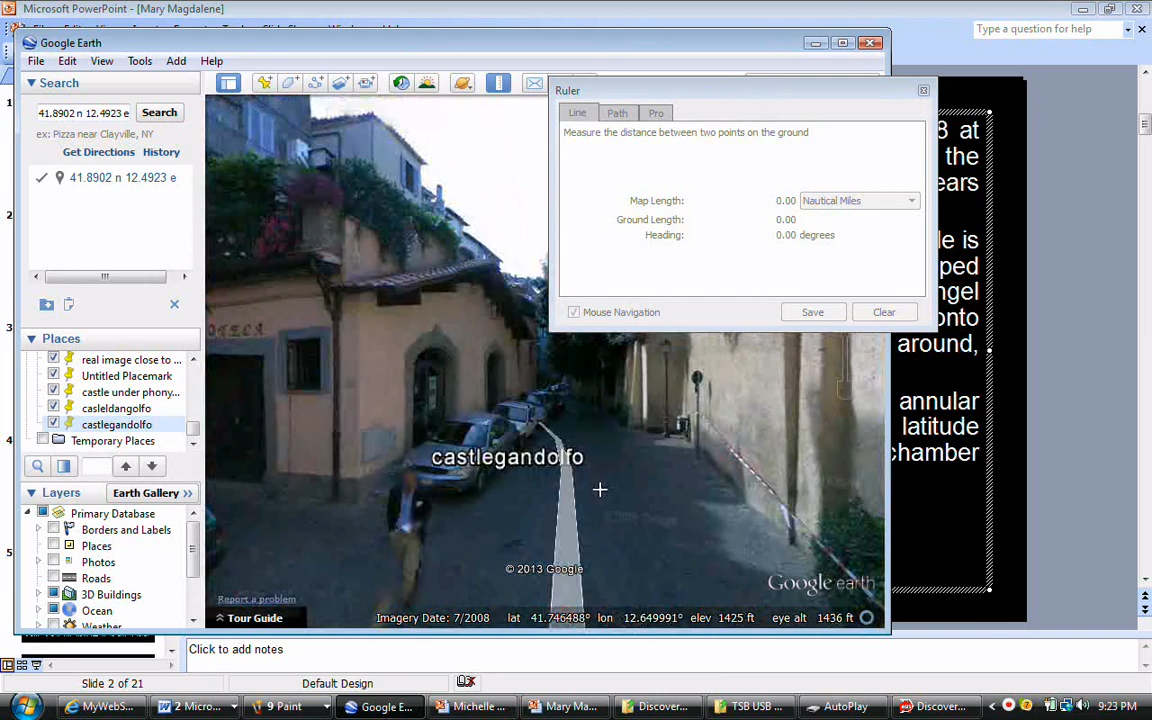 Microsoft PowerPoint - [Mary Magdalene]
Type a question for help
Google Earth
File Edit View Tools Add Help
Search
41.8902 n 12.4923 e
Search
ex: Pizza near Clayville, NY
Get Directions History
41.8902 n 12.4923 e
Places
real image close to ...
Untitled Placemark
castle under phony...
casleldangolfo
castlegandolfo
Temporary Places
Layers
Earth Gallery >>
Primary Database
Borders and Labels
Places
Photos
Roads
3D Buildings
Ocean
Weather
Ruler
Line Path Pro
Measure the distance between two points on the ground
Map Length: 0.00 Nautical Miles
Ground Length: 0.00
Heading: 0.00 degrees
Mouse Navigation
Save
Clear
castlegandolfo
© 2013 Google
Google earth
Report a problem
Tour Guide
Imagery Date: 7/2008 lat 41.746488° lon 12.649991° elev 1425 ft eye alt 1436 ft
8 at
the
ears
le is
ped
ngel
onto
around,
annular
latitude
chamber
1
2
3
4
5
Click to add notes
Slide 2 of 21
Default Design
MyWebS...
2 Micro...
9 Paint
Google E...
Michelle ...
Mary Ma...
Discover...
TSB USB ...
AutoPlay
Discover...
9:23 PM